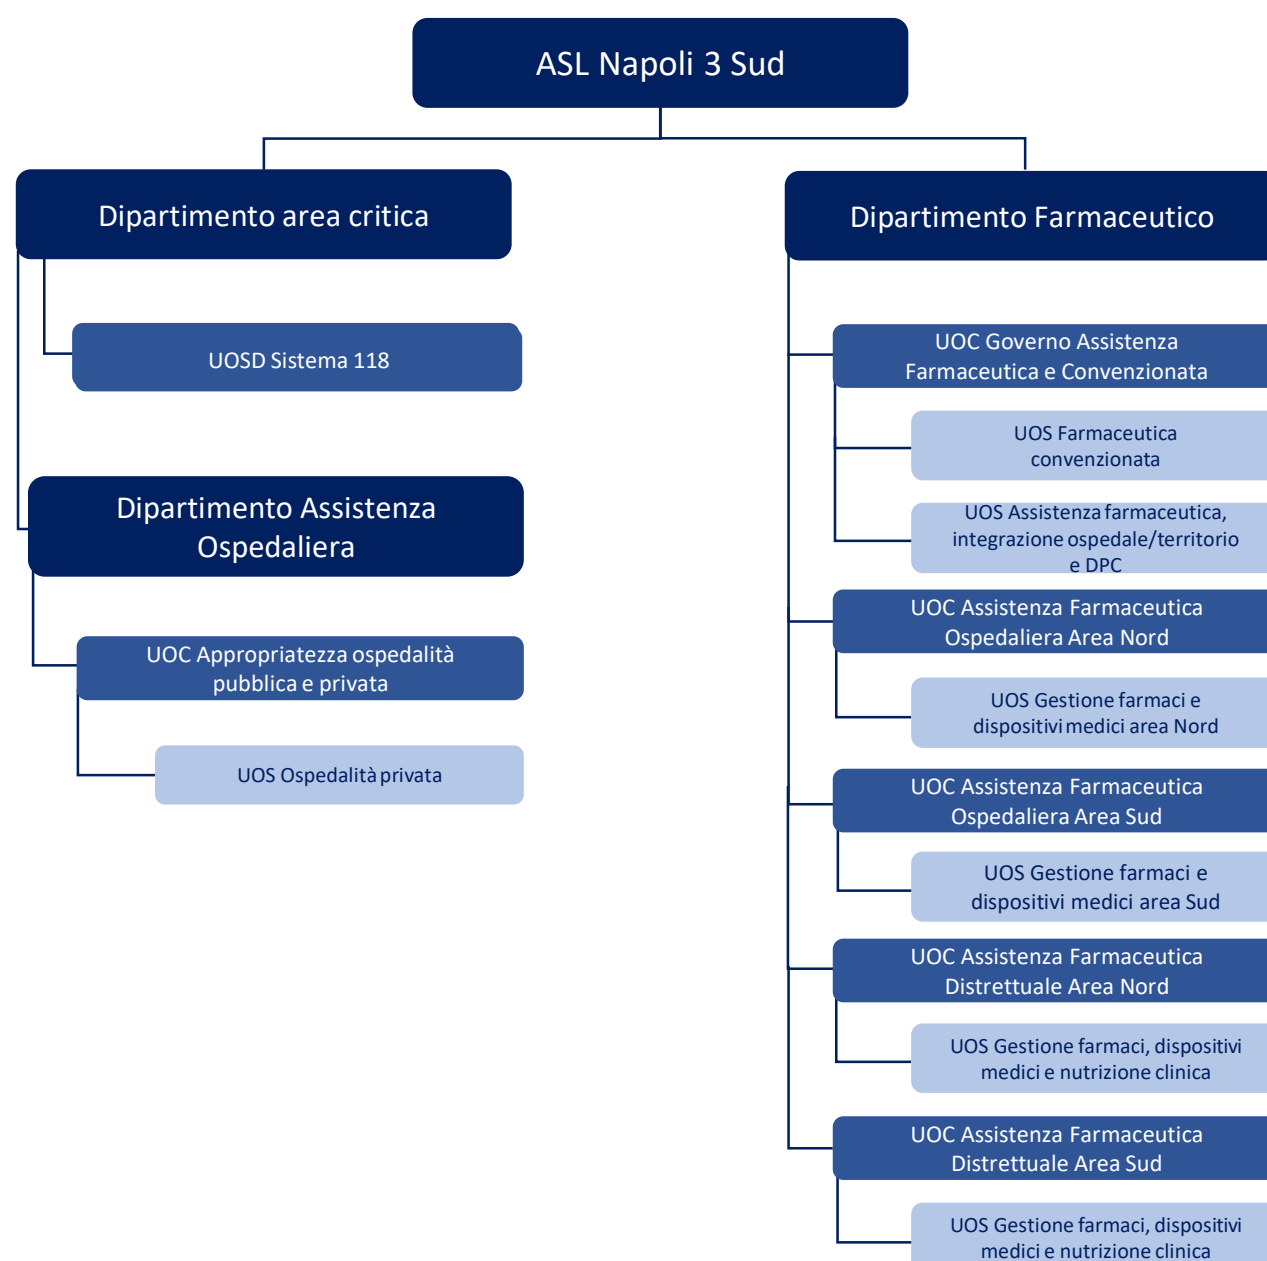 ASL Napoli 3 Sud
Dipartimento area critica
UOSD Sistema 118
Dipartimento Assistenza
Ospedaliera
UOC Appropriatezza ospedalità
pubblica e privata
UOS Ospedalità privata
Dipartimento Farmaceutico
UOC Governo Assistenza
Farmaceutica e Convenzionata
UOS Farmaceutica
convenzionata
UOS Assistenza farmaceutica,
integrazione ospedale/territorio
e DPC
UOC Assistenza Farmaceutica
Ospedaliera Area Nord
UOS Gestione farmaci e
dispositivi medici area Nord
UOC Assistenza Farmaceutica
Ospedaliera Area Sud
UOS Gestione farmaci e
dispositivi medici area Sud
UOC Assistenza Farmaceutica
Distrettuale Area Nord
UOS Gestione farmaci, dispositivi
medici e nutrizione clinica
UOC Assistenza Farmaceutica
Distrettuale Area Sud
UOS Gestione farmaci, dispositivi
medici e nutrizione clinica